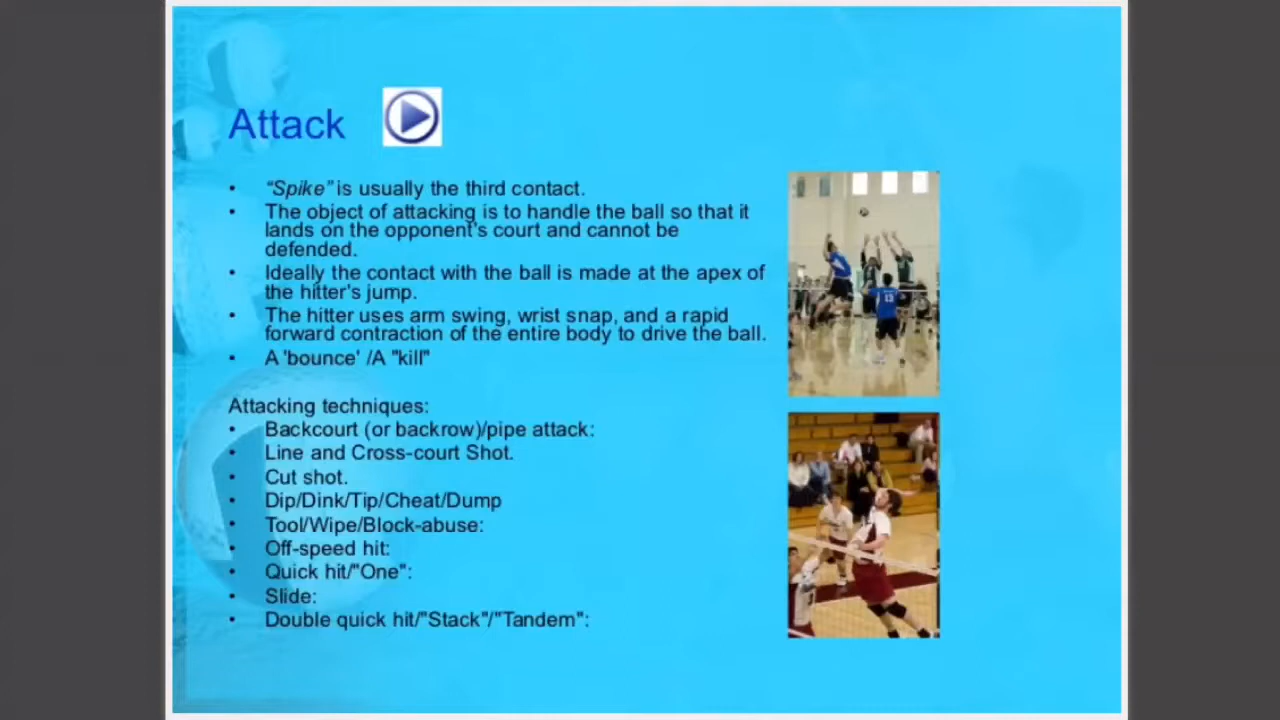 Attack
• “Spike” is usually the third contact.
• The object of attacking is to handle the ball so that it
lands on the opponent's court and cannot be
defended.
• Ideally the contact with the ball is made at the apex of
the hitter's jump.
• The hitter uses arm swing, wrist snap, and a rapid
forward contraction of the entire body to drive the ball.
• A 'bounce' /A "kill"
Attacking techniques:
• Backcourt (or backrow)/pipe attack:
• Line and Cross-court Shot.
• Cut shot.
• Dip/Dink/Tip/Cheat/Dump
• Tool/Wipe/Block-abuse:
• Off-speed hit:
• Quick hit/"One":
• Slide:
• Double quick hit/"Stack"/"Tandem":
13